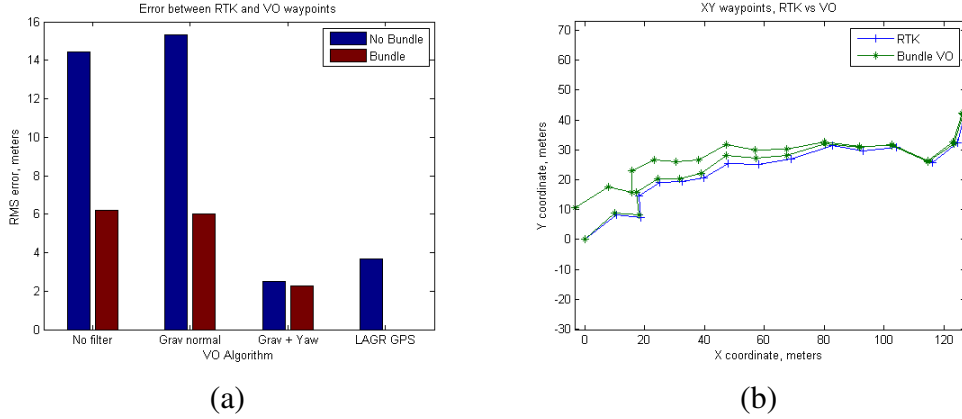 Error between RTK and VO waypoints
16
14
12
10
8
6
4
2
0
RMS error, meters
No Bundle
Bundle
No filter
Grav normal
Grav + Yaw
LAGR GPS
VO Algorithm
(a)
XY waypoints, RTK vs VO
70
60
50
40
30
20
10
0
-10
-20
-30
Y coordinate, meters
RTK
Bundle VO
0
20
40
60
80
100
120
X coordinate, meters
(b)